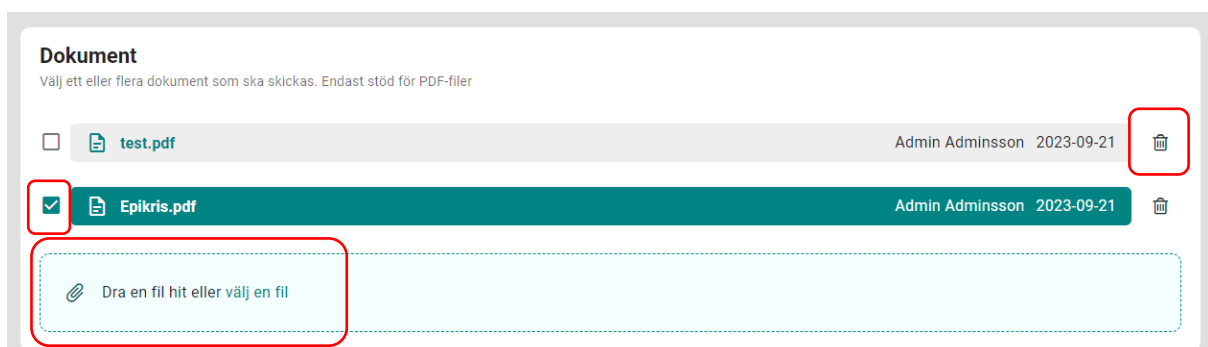 Dokument
Välj ett eller flera dokument som ska skickas. Endast stöd för PDF-filer
test.pdf Admin Adminsson 2023-09-21
Epikris.pdf Admin Adminsson 2023-09-21
Dra en fil hit eller välj en fil